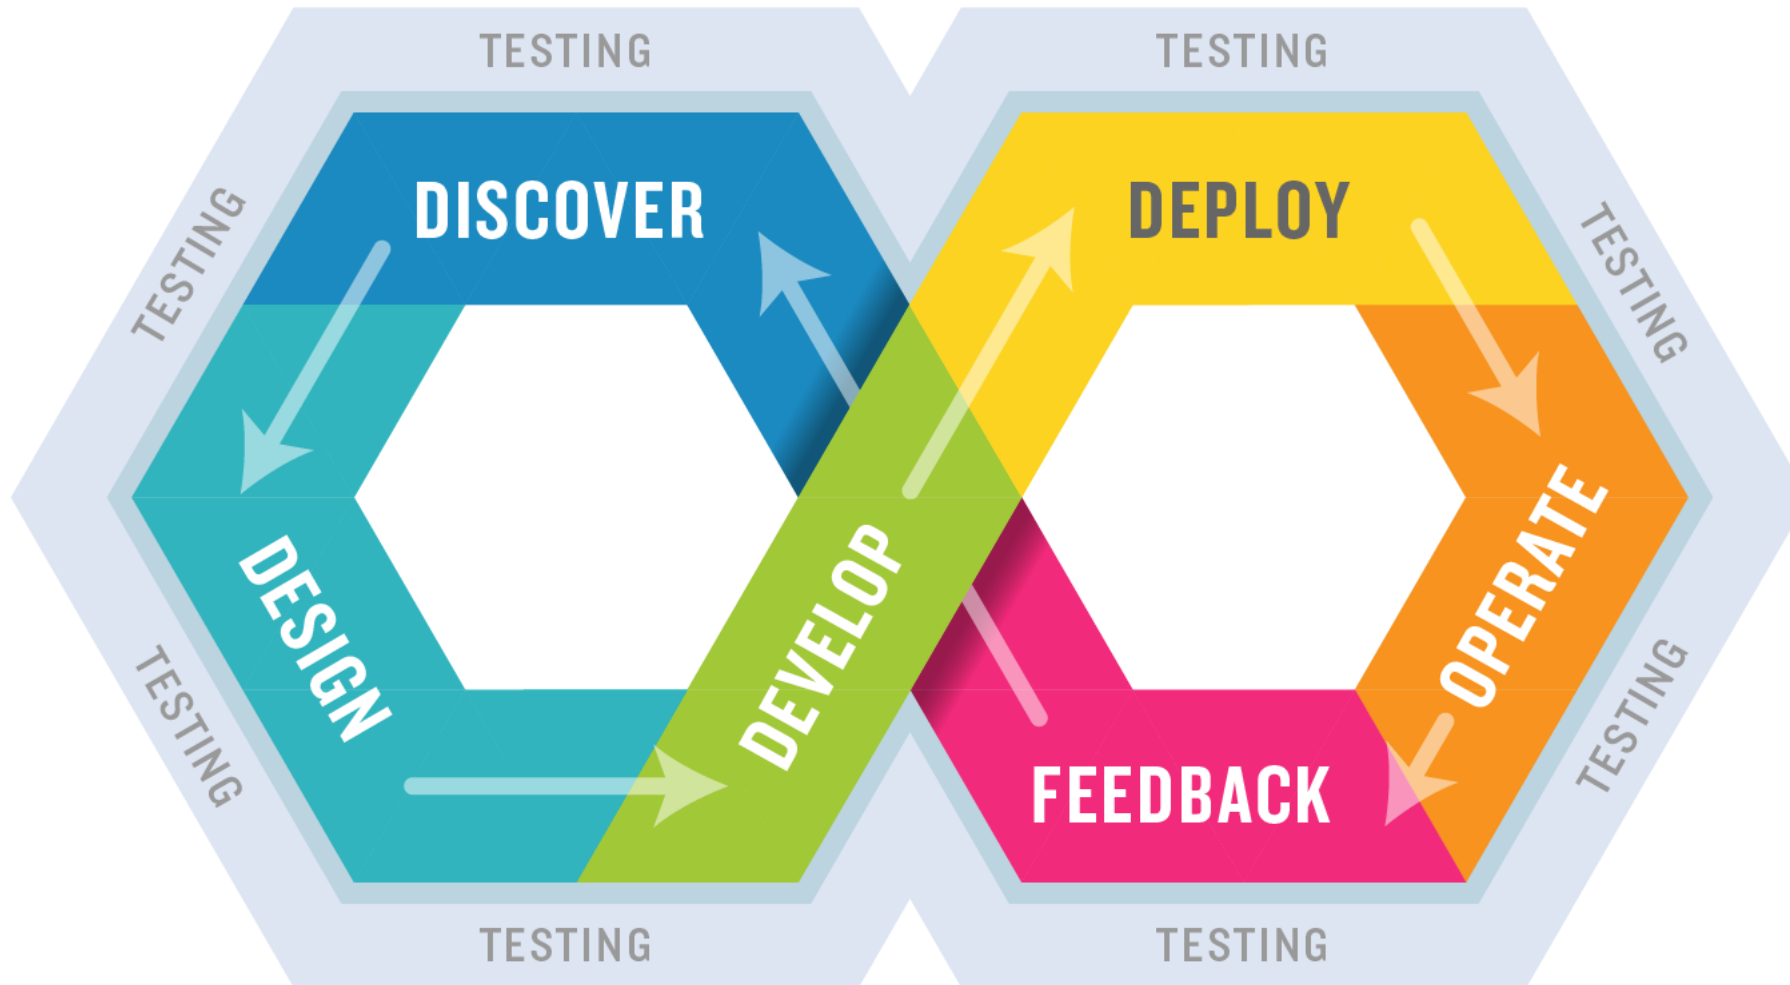 TESTING
TESTING
DISCOVER
DEPLOY
TESTING
TESTING
DESIGN
DEVELOP
OPERATE
TESTING
TESTING
FEEDBACK
TESTING
TESTING